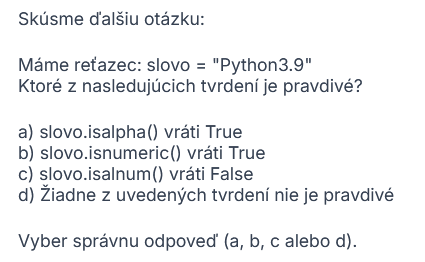 Skúsme ďalšiu otázku:
Máme reťazec: slovo = "Python3.9"
Ktoré z nasledujúcich tvrdení je pravdivé?
a) slovo.isalpha() vráti True
b) slovo.isnumeric() vráti True
c) slovo.isalnum() vráti False
d) Žiadne z uvedených tvrdení nie je pravdivé
Vyber správnu odpoveď (a, b, c alebo d).